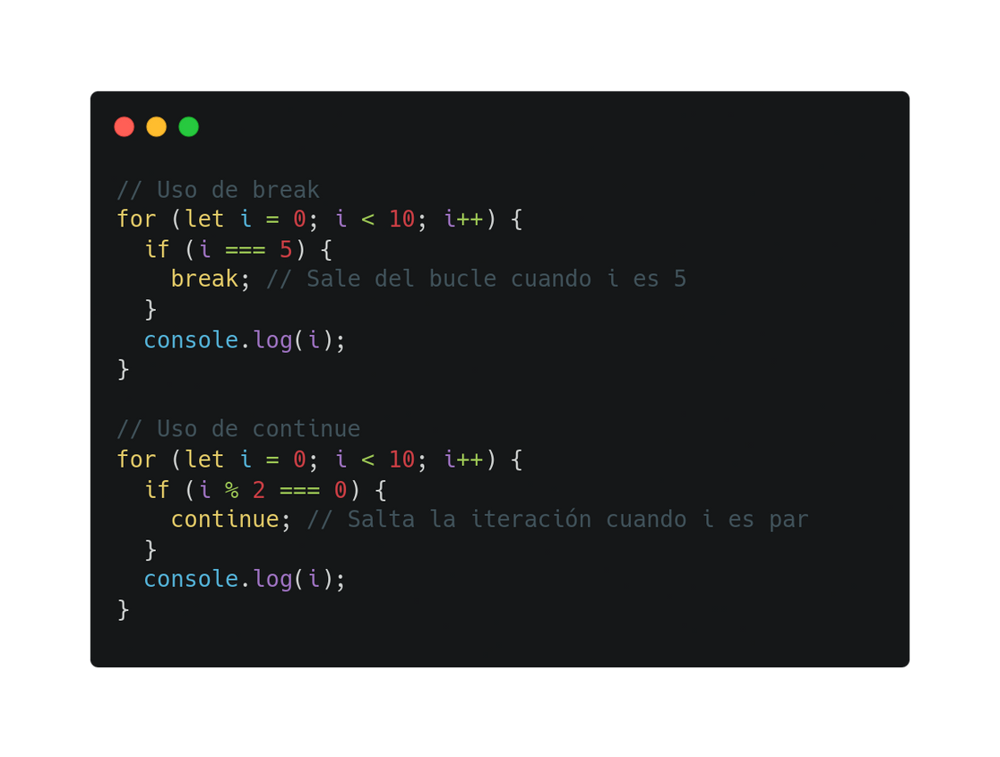 // Uso de break
for (let i = 0; i < 10; i++) {
  if (i === 5) {
    break; // Sale del bucle cuando i es 5
  }
  console.log(i);
}

// Uso de continue
for (let i = 0; i < 10; i++) {
  if (i % 2 === 0) {
    continue; // Salta la iteración cuando i es par
  }
  console.log(i);
}